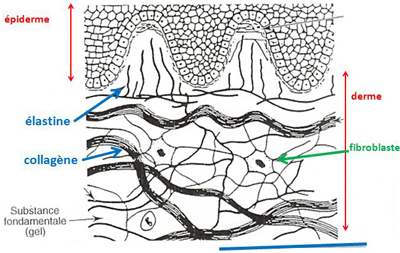 épiderme
derme
élastine
collagène
fibroblaste
Substance
fondamentale
(gel)